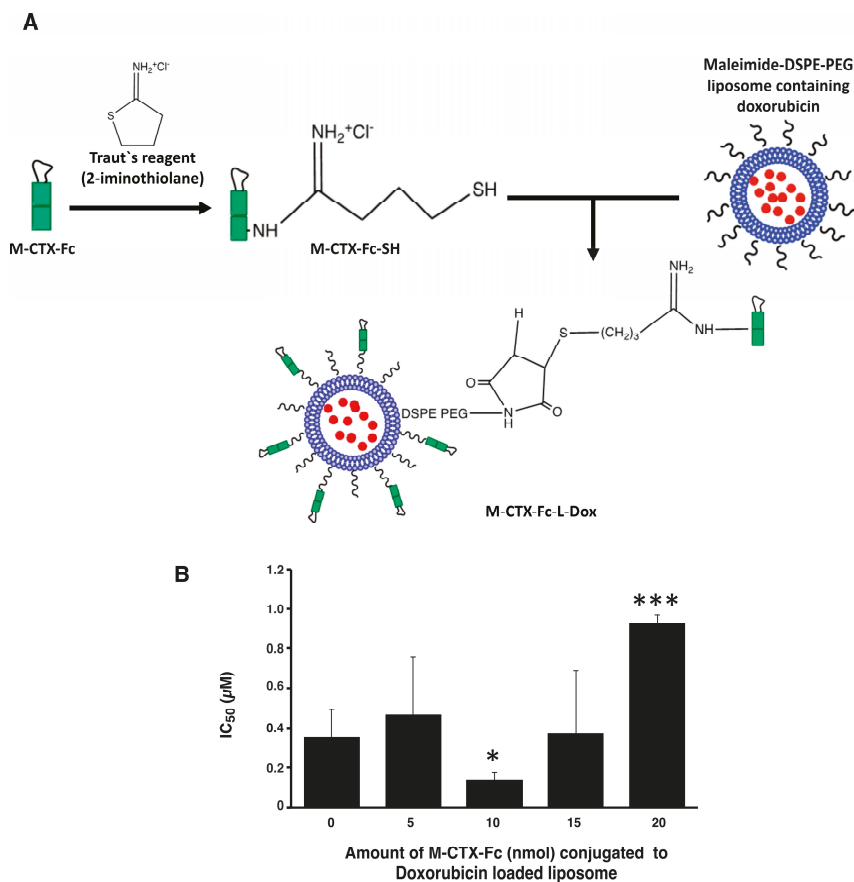 A
NH₂⁺Cl⁻
S
Traut`s reagent
(2-iminothiolane)
M-CTX-Fc
NH₂⁺Cl⁻
SH
NH
M-CTX-Fc-SH
Maleimide-DSPE-PEG
liposome containing
doxorubicin
NH₂
H
S
(CH₂)₃
NH
O
N
H
O
DSPE PEG
M-CTX-Fc-L-Dox
B
IC₅₀ (µM)
1.2
1.0
0.8
0.6
0.4
0.2
0
*
***
0 5 10 15 20
Amount of M-CTX-Fc (nmol) conjugated to
Doxorubicin loaded liposome